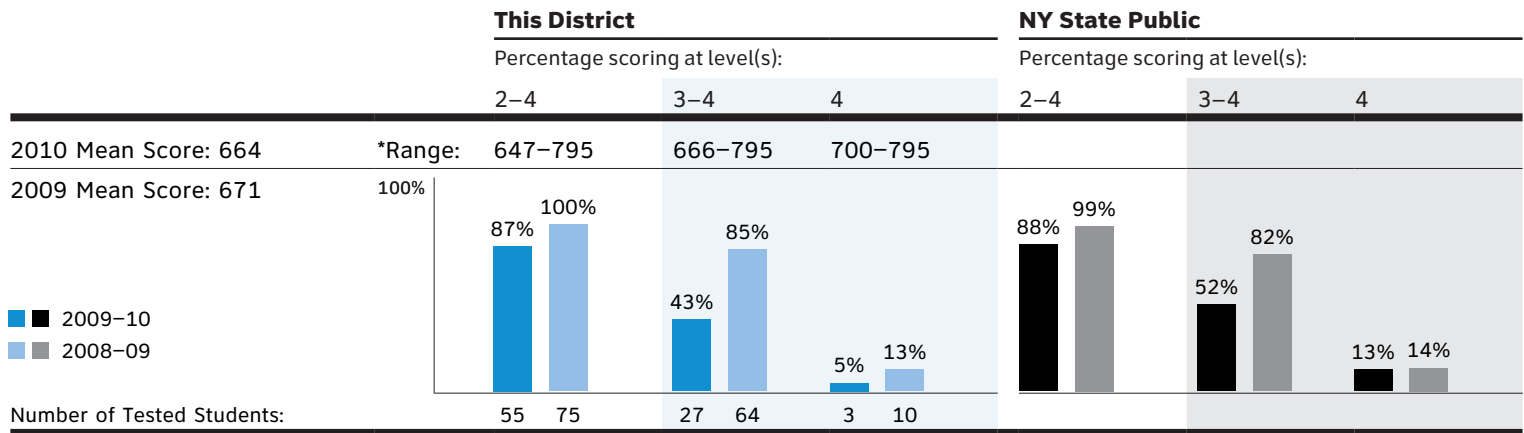 This District NY State Public
Percentage scoring at level(s): Percentage scoring at level(s):
2–4 3–4 4 2–4 3–4 4
2010 Mean Score: 664 *Range: 647–795 666–795 700–795
2009 Mean Score: 671 100%
87% 100% 43% 85% 5% 13% 88% 99% 52% 82% 13% 14%
2009–10
2008–09
Number of Tested Students: 55 75 27 64 3 10